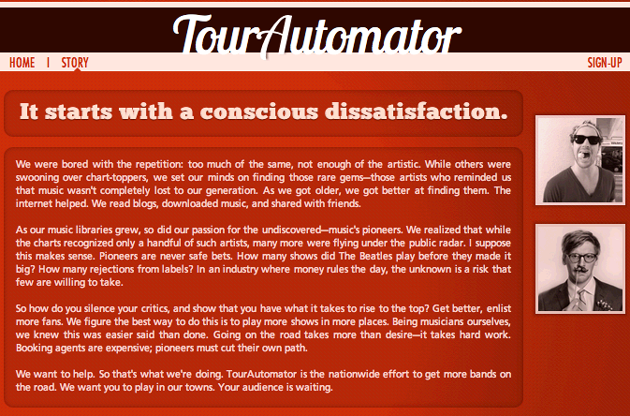 TourAutomator
HOME | STORY
SIGN-UP
It starts with a conscious dissatisfaction.
We were bored with the repetition: too much of the same, not enough of the artistic. While others were
swooning over chart-toppers, we set our minds on finding those rare gems—those artists who reminded us
that music wasn't completely lost to our generation. As we got older, we got better at finding them. The
internet helped. We read blogs, downloaded music, and shared with friends.
As our music libraries grew, so did our passion for the undiscovered—music's pioneers. We realized that while
the charts recognized only a handful of such artists, many more were flying under the public radar. I suppose
this makes sense. Pioneers are never safe bets. How many shows did The Beatles play before they made it
big? How many rejections from labels? In an industry where money rules the day, the unknown is a risk that
few are willing to take.
So how do you silence your critics, and show that you have what it takes to rise to the top? Get better, enlist
more fans. We figure the best way to do this is to play more shows in more places. Being musicians ourselves,
we knew this was easier said than done. Going on the road takes more than desire—it takes hard work.
Booking agents are expensive; pioneers must cut their own path.
We want to help. So that's what we're doing. TourAutomator is the nationwide effort to get more bands on
the road. We want you to play in our towns. Your audience is waiting.